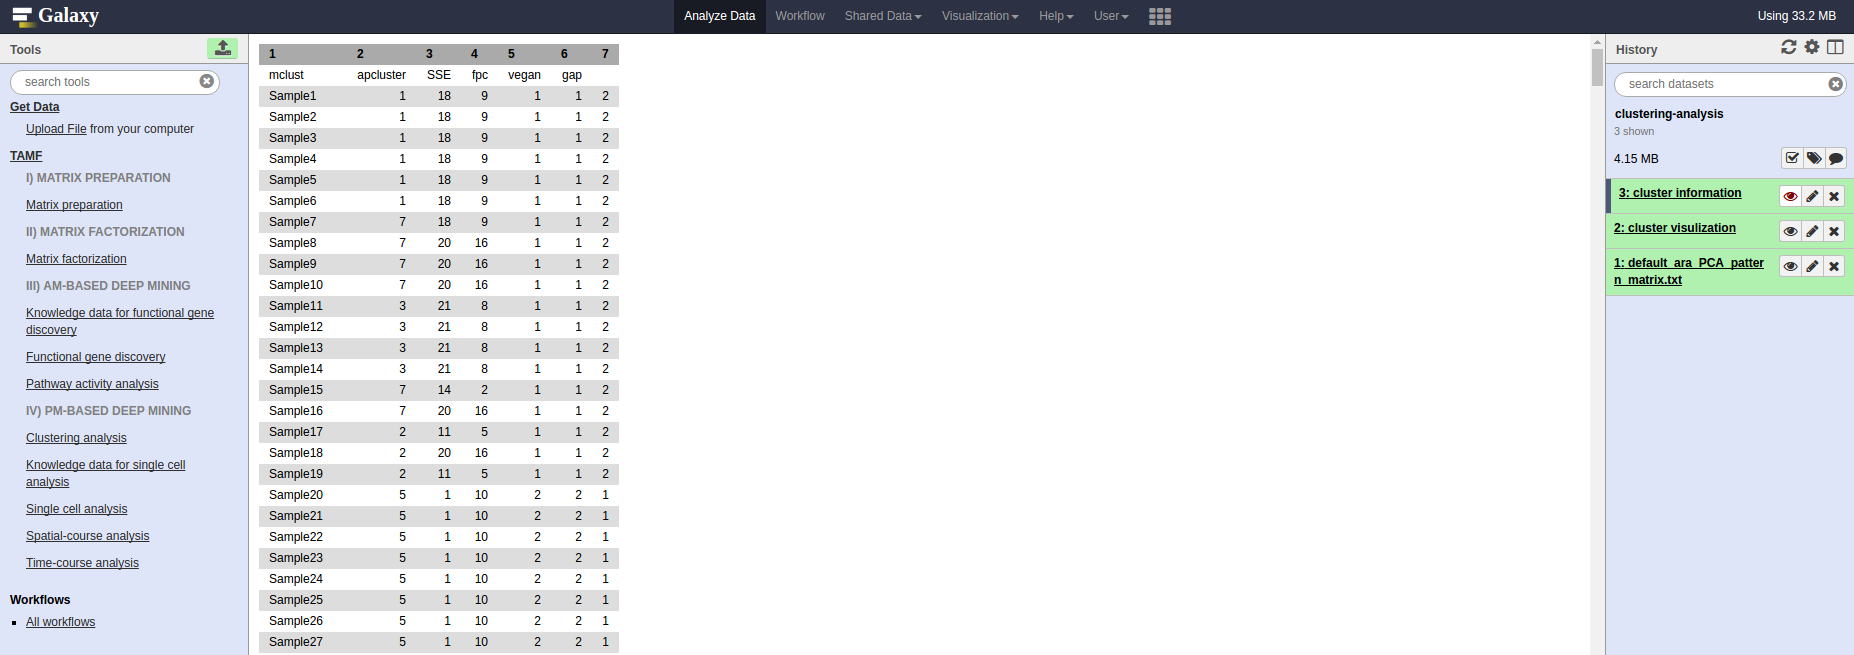 Galaxy
Analyze Data Workflow Shared Data Visualization Help User
Using 33.2 MB
Tools
search tools
Get Data
Upload File from your computer
TAMF
I) MATRIX PREPARATION
Matrix preparation
II) MATRIX FACTORIZATION
Matrix factorization
III) AM-BASED DEEP MINING
Knowledge data for functional gene
discovery
Functional gene discovery
Pathway activity analysis
IV) PM-BASED DEEP MINING
Clustering analysis
Knowledge data for single cell
analysis
Single cell analysis
Spatial-course analysis
Time-course analysis
Workflows
All workflows
1 2 3 4 5 6 7
mclust apcluster SSE fpc vegan gap
Sample1 1 18 9 1 1 2
Sample2 1 18 9 1 1 2
Sample3 1 18 9 1 1 2
Sample4 1 18 9 1 1 2
Sample5 1 18 9 1 1 2
Sample6 1 18 9 1 1 2
Sample7 7 18 9 1 1 2
Sample8 7 20 16 1 1 2
Sample9 7 20 16 1 1 2
Sample10 7 20 16 1 1 2
Sample11 3 21 8 1 1 2
Sample12 3 21 8 1 1 2
Sample13 3 21 8 1 1 2
Sample14 3 21 8 1 1 2
Sample15 7 14 2 1 1 2
Sample16 7 20 16 1 1 2
Sample17 2 11 5 1 1 2
Sample18 2 20 16 1 1 2
Sample19 2 11 5 1 1 2
Sample20 5 1 10 2 2 1
Sample21 5 1 10 2 2 1
Sample22 5 1 10 2 2 1
Sample23 5 1 10 2 2 1
Sample24 5 1 10 2 2 1
Sample25 5 1 10 2 2 1
Sample26 5 1 10 2 2 1
Sample27 5 1 10 2 2 1
History
search datasets
clustering-analysis
3 shown
4.15 MB
3: cluster information
2: cluster visulization
1: default_ara_PCA_patter
n_matrix.txt